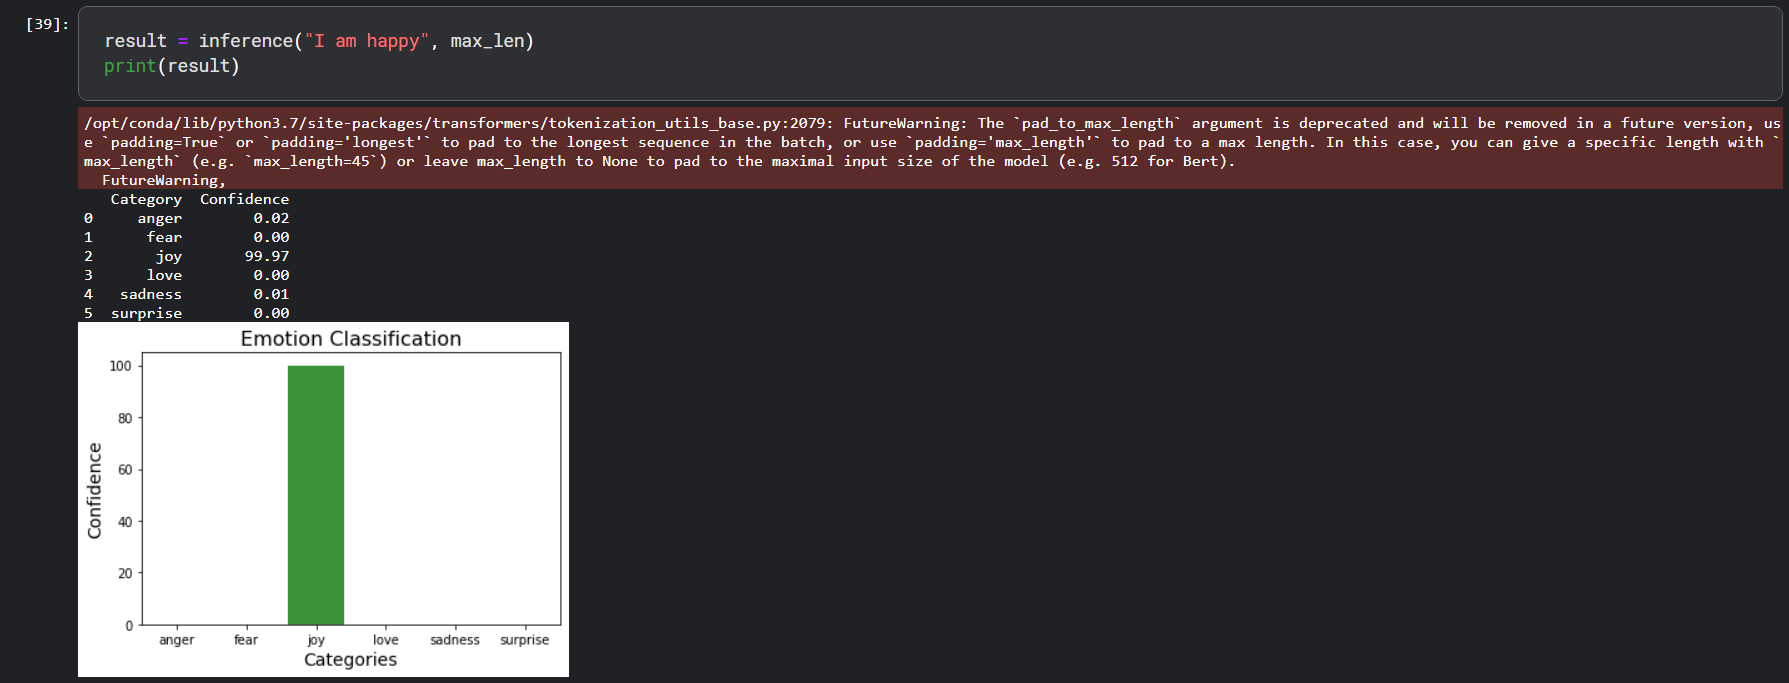 [39]:
result = inference("I am happy", max_len)
print(result)
/opt/conda/lib/python3.7/site-packages/transformers/tokenization_utils_base.py:2079: FutureWarning: The `pad_to_max_length` argument is deprecated and will be removed in a future version, us
e `padding=True` or `padding='longest'` to pad to the longest sequence in the batch, or use `padding='max_length'` to pad to a max length. In this case, you can give a specific length with `
max_length` (e.g. `max_length=45`) or leave max_length to None to pad to the maximal input size of the model (e.g. 512 for Bert).
  FutureWarning,
   Category  Confidence
0     anger        0.02
1      fear        0.00
2       joy       99.97
3      love        0.00
4   sadness        0.01
5  surprise        0.00
Emotion Classification
100
80
60
40
20
0
Confidence
anger fear joy love sadness surprise
Categories